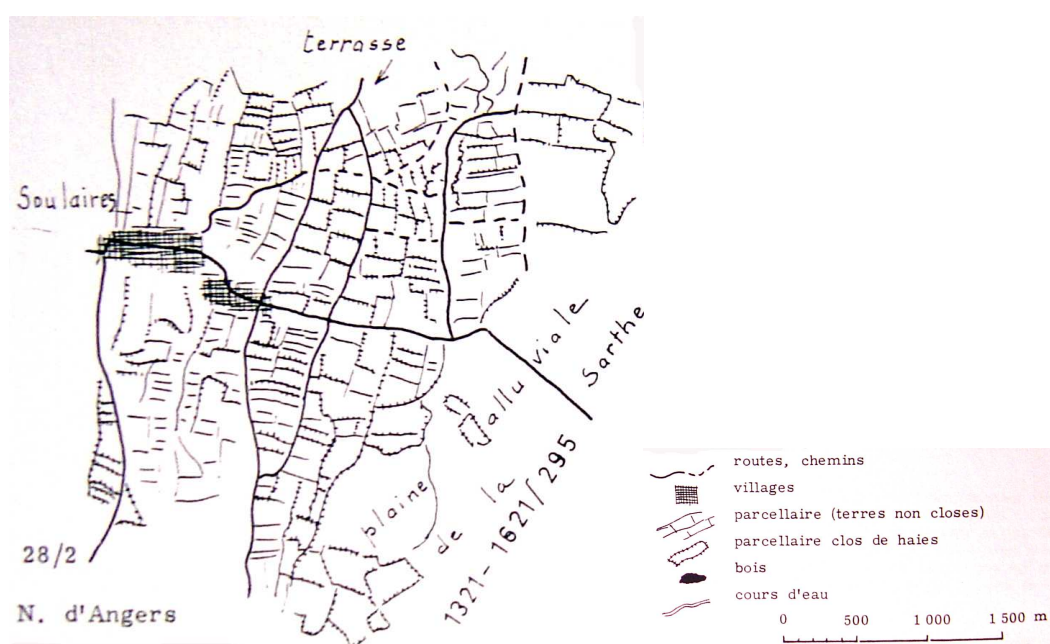 terrasse
Soulaires
plaine de la
alluviale
Sarthe
1321-1621/295
28/2
N. d'Angers
routes, chemins
villages
parcellaire (terres non closes)
parcellaire clos de haies
bois
cours d'eau
0 500 1 000 1 500 m